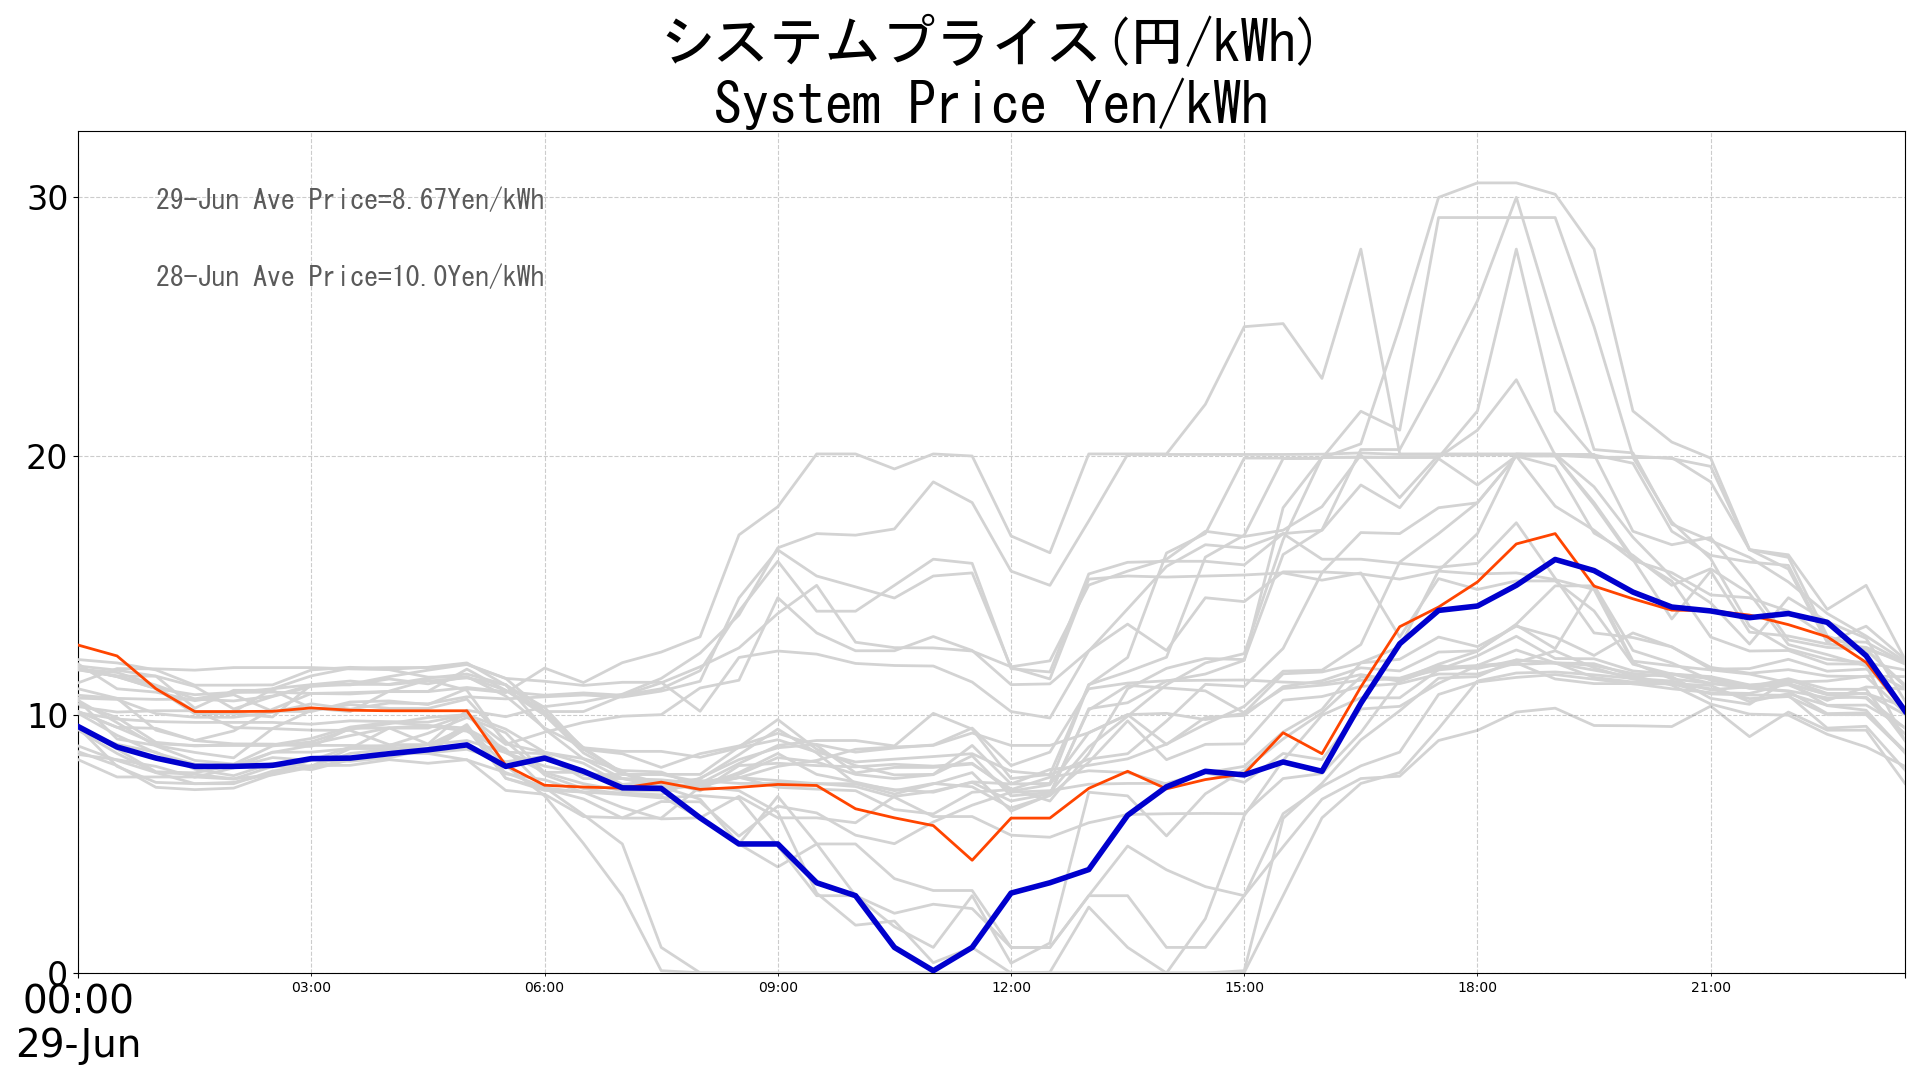 システムプライス(円/kWh)
System Price Yen/kWh
30
29-Jun Ave Price=8.67Yen/kWh
28-Jun Ave Price=10.0Yen/kWh
20
10
0
00:00 03:00 06:00 09:00 12:00 15:00 18:00 21:00
29-Jun